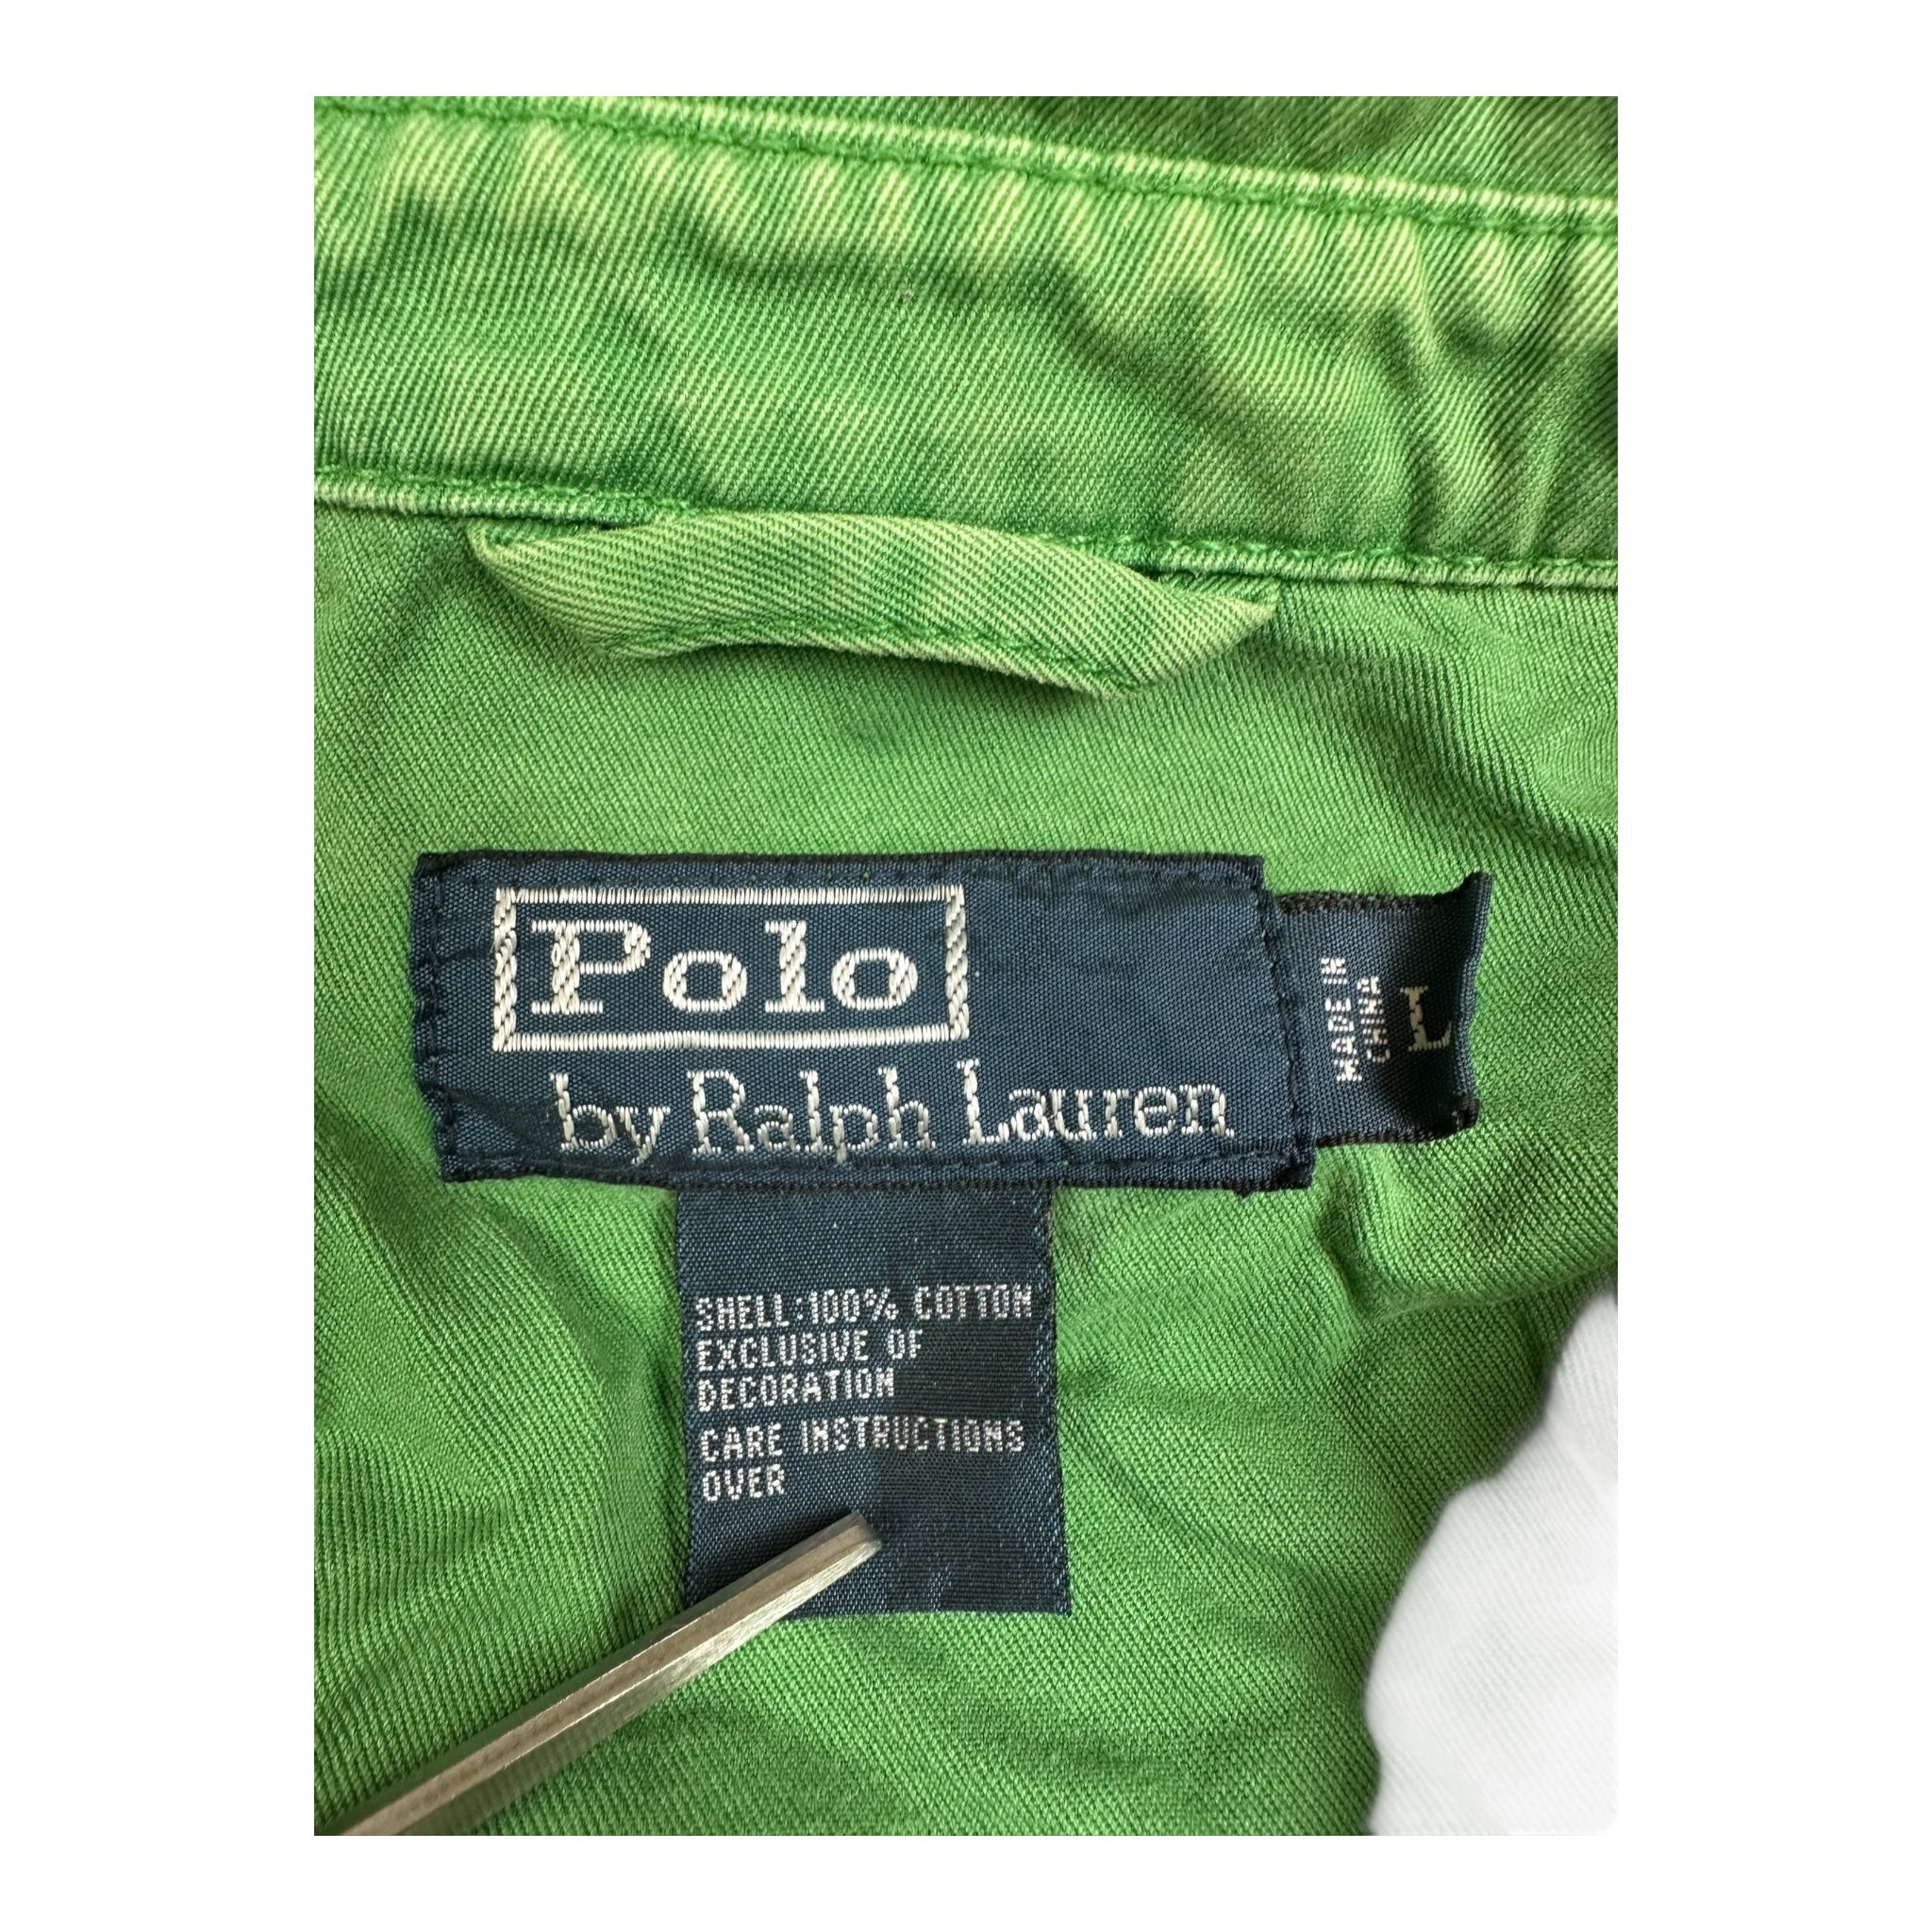 Polo
by Ralph Lauren
MADE IN
CHINA
L
SHELL:100% COTTON
EXCLUSIVE OF
DECORATION
CARE INSTRUCTIONS
OVER